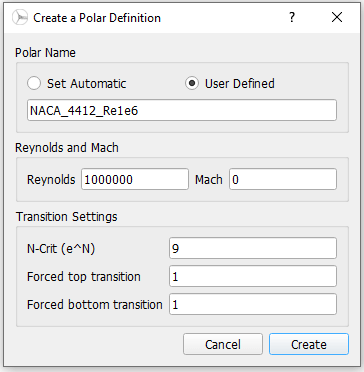 Create a Polar Definition
Polar Name
Set Automatic User Defined
NACA_4412_Re1e6
Reynolds and Mach
Reynolds 1000000 Mach 0
Transition Settings
N-Crit (e^N) 9
Forced top transition 1
Forced bottom transition 1
Cancel Create